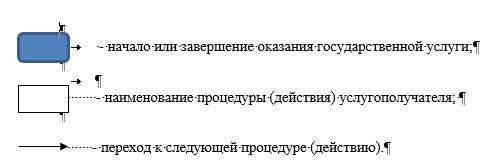 - начало или завершение оказания государственной услуги;
- наименование процедуры (действия) услугополучателя;
- переход к следующей процедуре (действию).